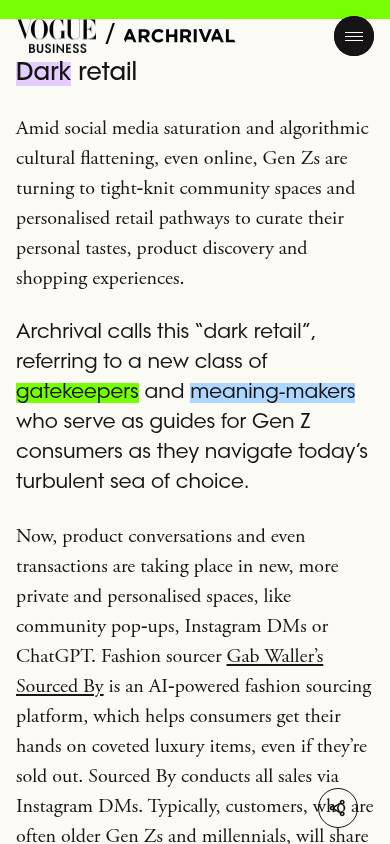 VOGUE
BUSINESS
/ ARCHRIVAL
Dark retail
Amid social media saturation and algorithmic
cultural flattening, even online, Gen Zs are
turning to tight-knit community spaces and
personalised retail pathways to curate their
personal tastes, product discovery and
shopping experiences.
Archrival calls this “dark retail”,
referring to a new class of
gatekeepers and meaning-makers
who serve as guides for Gen Z
consumers as they navigate today’s
turbulent sea of choice.
Now, product conversations and even
transactions are taking place in new, more
private and personalised spaces, like
community pop-ups, Instagram DMs or
ChatGPT. Fashion sourcer Gab Waller’s
Sourced By is an AI-powered fashion sourcing
platform, which helps consumers get their
hands on coveted luxury items, even if they’re
sold out. Sourced By conducts all sales via
Instagram DMs. Typically, customers, who are
often older Gen Zs and millennials, will share